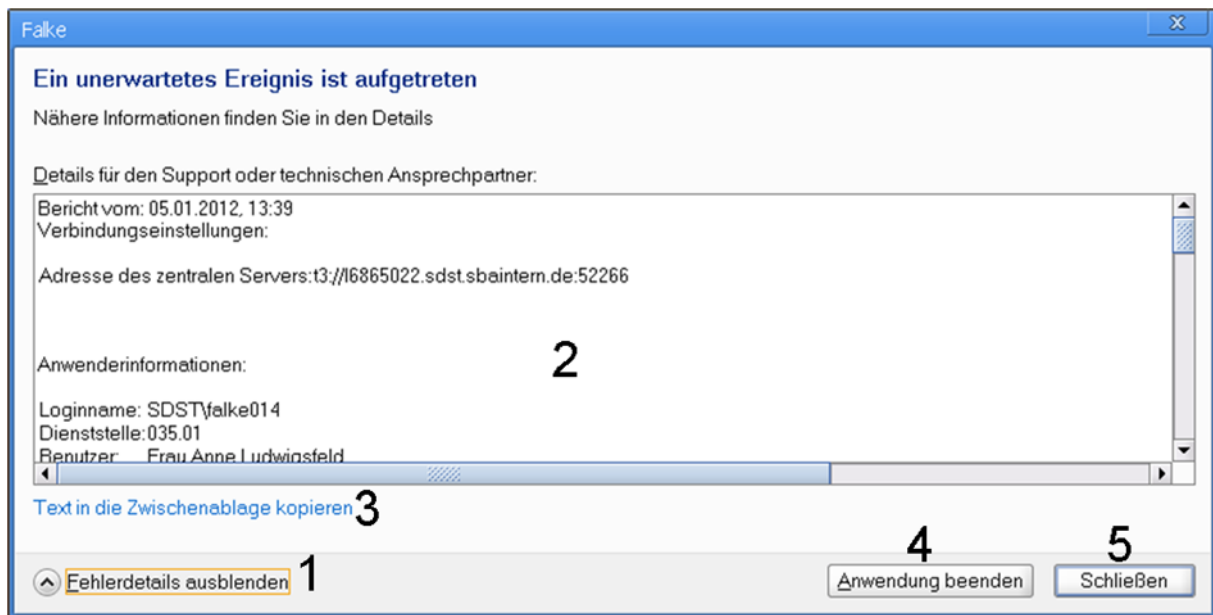 Falke
Ein unerwartetes Ereignis ist aufgetreten
Nähere Informationen finden Sie in den Details
Details für den Support oder technischen Ansprechpartner:
Bericht vom: 05.01.2012, 13:39
Verbindungseinstellungen:
Adresse des zentralen Servers:t3://l6865022.sdst.sbaintern.de:52266
2
Anwenderinformationen:
Loginname: SDST\falke014
Dienststelle:035.01
Benutzer: Frau Anne Ludwigsfeld
Text in die Zwischenablage kopieren 3
Fehlerdetails ausblenden 1
4
Anwendung beenden
5
Schließen